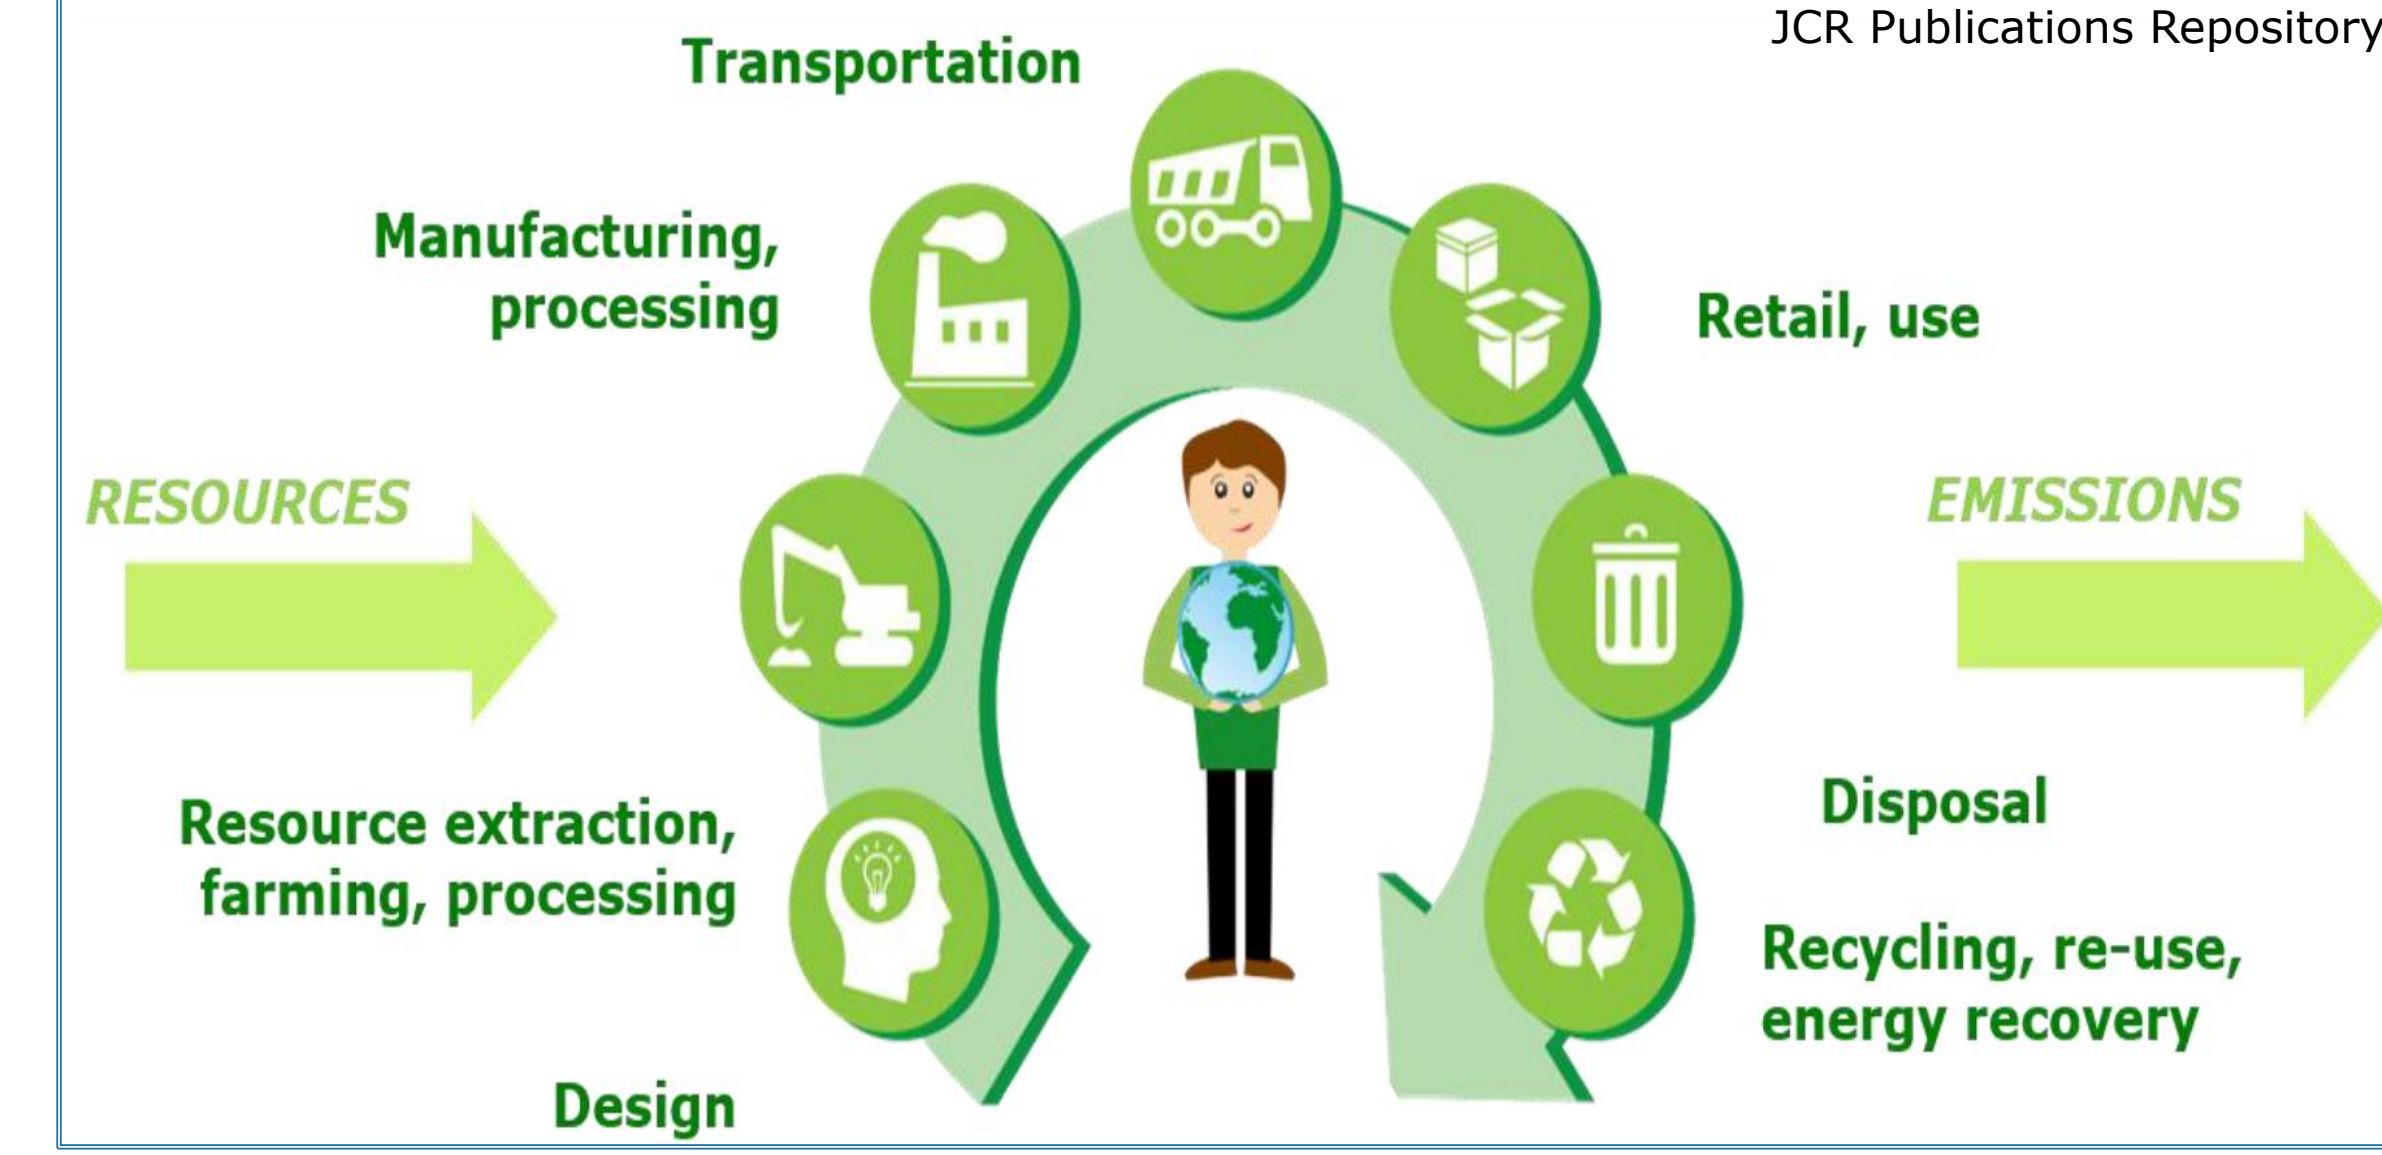 JCR Publications Repository
Transportation
Manufacturing,
processing
Retail, use
RESOURCES
EMISSIONS
Resource extraction,
farming, processing
Disposal
Recycling, re-use,
energy recovery
Design